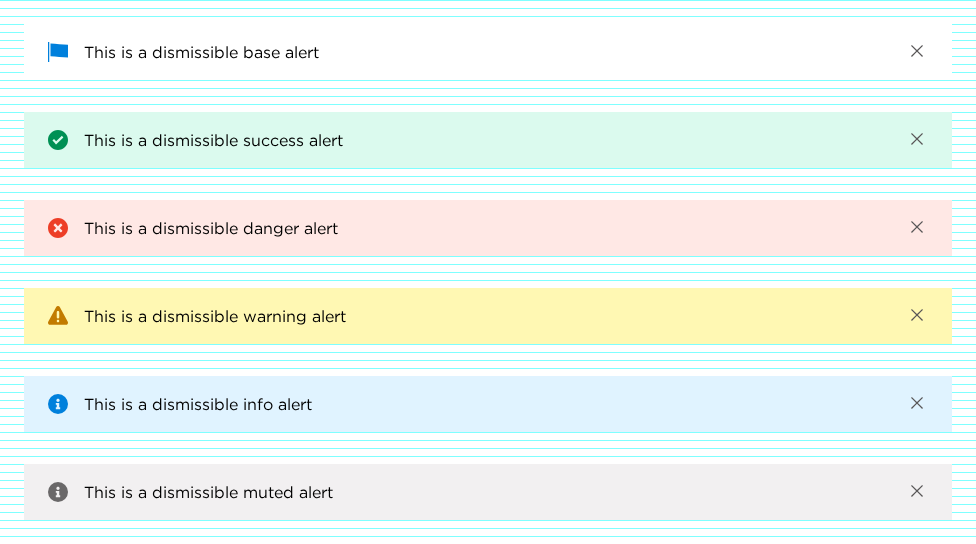 This is a dismissible base alert
This is a dismissible success alert
This is a dismissible danger alert
This is a dismissible warning alert
This is a dismissible info alert
This is a dismissible muted alert